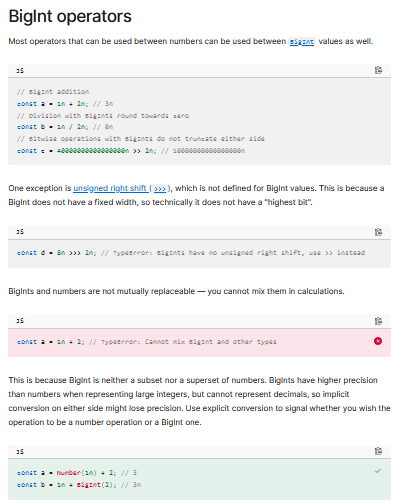 BigInt operators
Most operators that can be used between numbers can be used between BigInt values as well.
JS
// BigInt addition
const a = 1n + 2n; // 3n
// Division with BigInts round towards zero
const b = 1n / 2n; // 0n
// Bitwise operations with BigInts do not truncate either side
const c = 40000000000000000n >> 2n; // 10000000000000000n
One exception is unsigned right shift (>>>), which is not defined for BigInt values. This is because a
BigInt does not have a fixed width, so technically it does not have a "highest bit".
JS
const d = 8n >>> 2n; // TypeError: BigInts have no unsigned right shift, use >> instead
BigInts and numbers are not mutually replaceable — you cannot mix them in calculations.
JS
const a = 1n + 2; // TypeError: Cannot mix BigInt and other types
This is because BigInt is neither a subset nor a superset of numbers. BigInts have higher precision
than numbers when representing large integers, but cannot represent decimals, so implicit
conversion on either side might lose precision. Use explicit conversion to signal whether you wish the
operation to be a number operation or a BigInt one.
JS
const a = Number(1n) + 2; // 3
const b = 1n + BigInt(2); // 3n